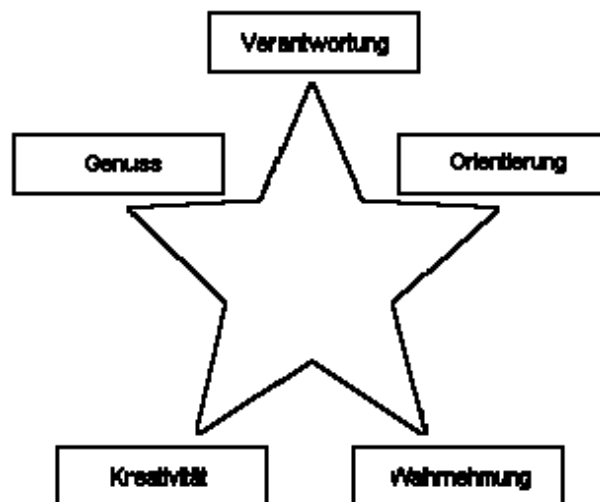 Verantwortung
Genuss
Orientierung
Kreativität
Wahrnehmung